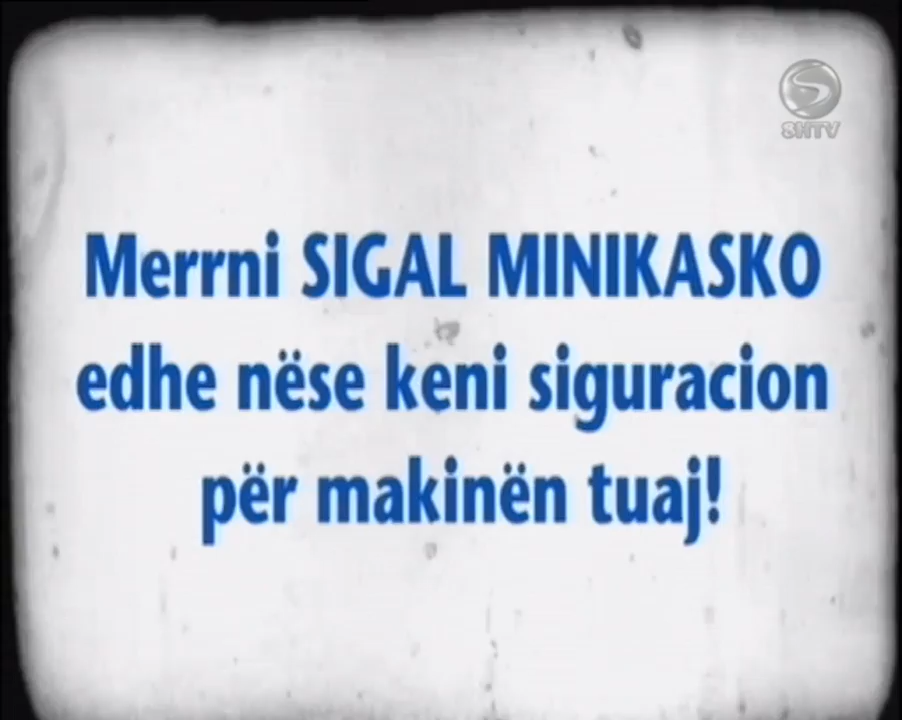 SHTV
Merrni SIGAL MINIKASKO
edhe nëse keni siguracion
për makinën tuaj!